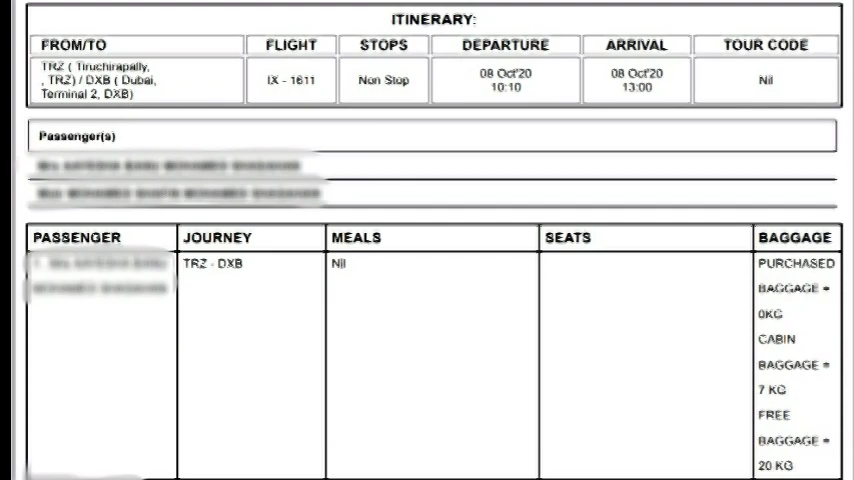 ITINERARY:
FROM/TO FLIGHT STOPS DEPARTURE ARRIVAL TOUR CODE
TRZ ( Tiruchirapally,
, TRZ) / DXB ( Dubai,
Terminal 2, DXB)
IX - 1611
Non Stop
08 Oct'20
10:10
08 Oct'20
13:00
Nil
Passenger(s)
PASSENGER JOURNEY MEALS SEATS BAGGAGE
TRZ - DXB Nil PURCHASED
BAGGAGE =
0KG
CABIN
BAGGAGE =
7 KG
FREE
BAGGAGE =
20 KG